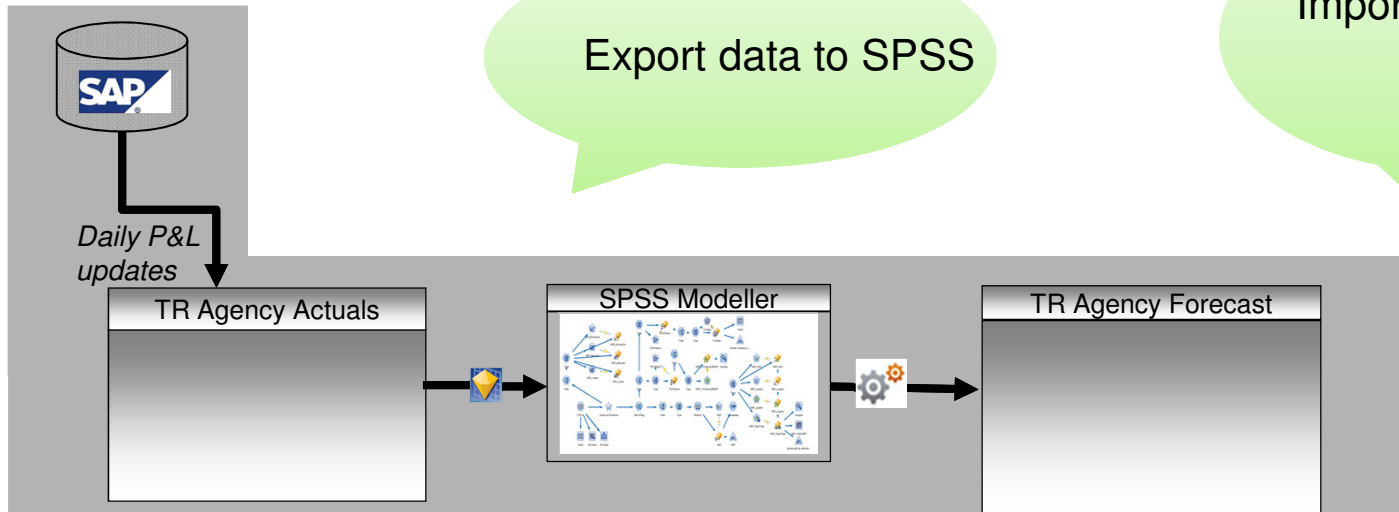 Export data to SPSS
SAP
®
Daily P&L
updates
TR Agency Actuals
SPSS Modeller
TR Agency Forecast